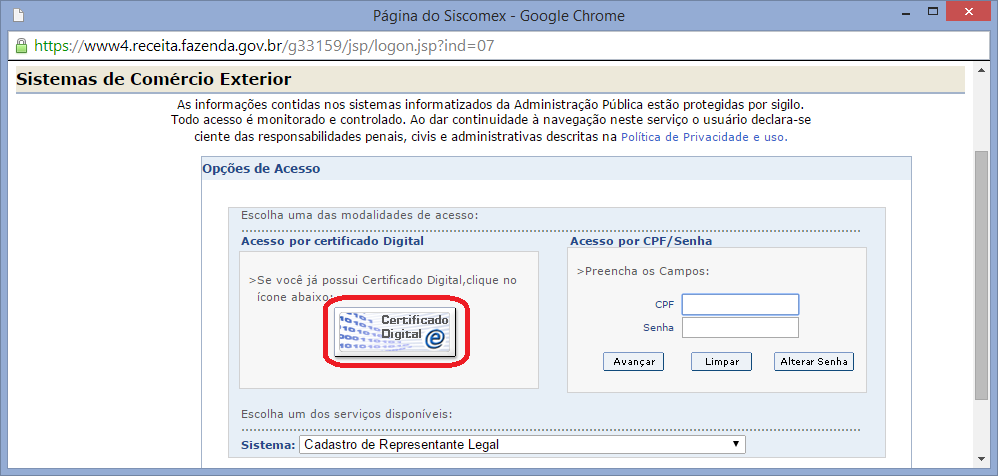 Página do Siscomex - Google Chrome
https://www4.receita.fazenda.gov.br/g33159/jsp/logon.jsp?ind=07
Sistemas de Comércio Exterior
As informações contidas nos sistemas informatizados da Administração Pública estão protegidas por sigilo.
Todo acesso é monitorado e controlado. Ao dar continuidade à navegação neste serviço o usuário declara-se
ciente das responsabilidades penais, civis e administrativas descritas na Política de Privacidade e uso.
Opções de Acesso
Escolha uma das modalidades de acesso:
Acesso por certificado Digital
>Se você já possui Certificado Digital,clique no
ícone abaixo:
Certificado
Digital e
Acesso por CPF/Senha
>Preencha os Campos:
CPF
Senha
Avançar Limpar Alterar Senha
Escolha um dos serviços disponíveis:
Sistema: Cadastro de Representante Legal